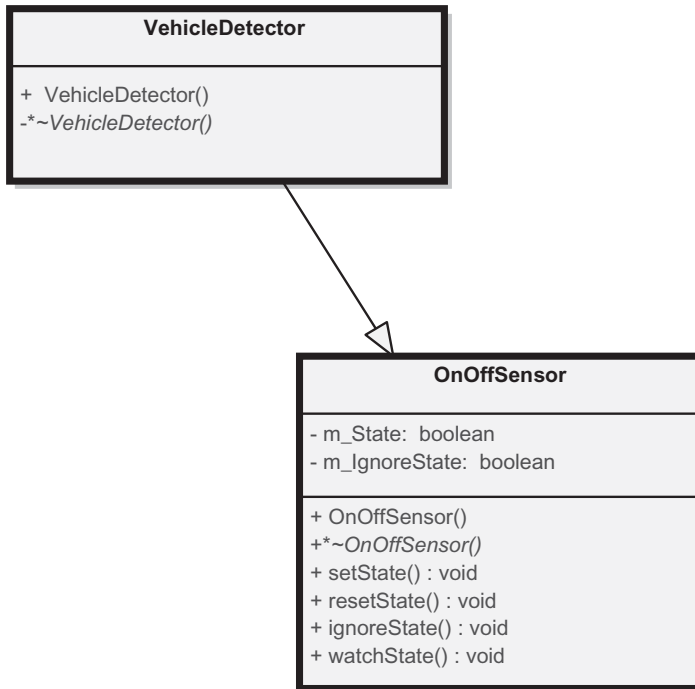 VehicleDetector
+ VehicleDetector()
-*~VehicleDetector()
OnOffSensor
- m_State: boolean
- m_IgnoreState: boolean
+ OnOffSensor()
+*~OnOffSensor()
+ setState() : void
+ resetState() : void
+ ignoreState() : void
+ watchState() : void